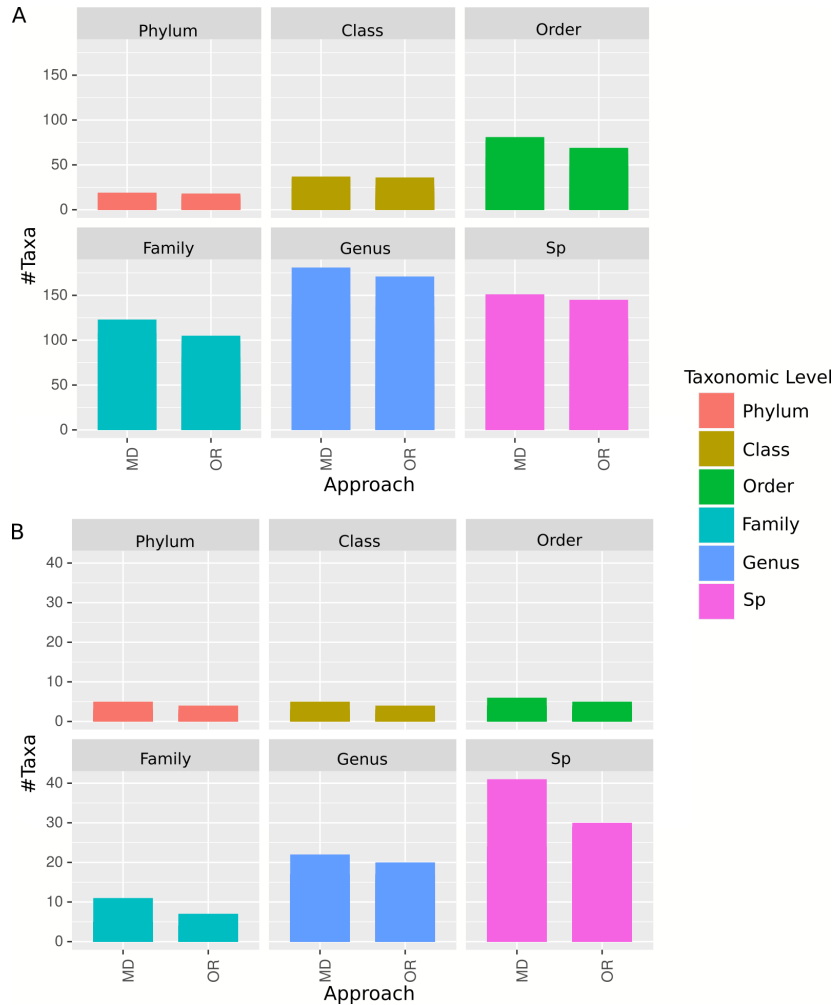 A
Phylum Class Order
150
100
50
0
#Taxa
Family Genus Sp
150
100
50
0
MD OR MD OR MD OR
Approach
Taxonomic Level
Phylum
Class
Order
Family
Genus
Sp
B
Phylum Class Order
40
30
20
10
0
#Taxa
Family Genus Sp
40
30
20
10
0
MD OR MD OR MD OR
Approach